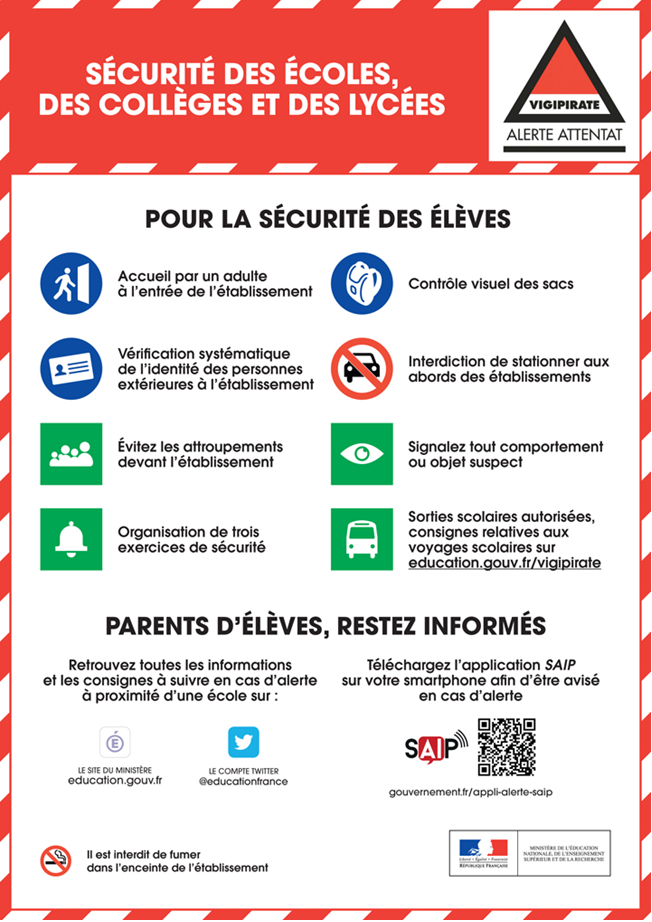 SÉCURITÉ DES ÉCOLES,
DES COLLÈGES ET DES LYCÉES
VIGIPIRATE
ALERTE ATTENTAT
POUR LA SÉCURITÉ DES ÉLÈVES
Accueil par un adulte
à l'entrée de l'établissement
Contrôle visuel des sacs
Vérification systématique
de l'identité des personnes
extérieures à l'établissement
Interdiction de stationner aux
abords des établissements
Évitez les attroupements
devant l'établissement
Signalez tout comportement
ou objet suspect
Organisation de trois
exercices de sécurité
Sorties scolaires autorisées,
consignes relatives aux
voyages scolaires sur
education.gouv.fr/vigipirate
PARENTS D'ÉLÈVES, RESTEZ INFORMÉS
Retrouvez toutes les informations
et les consignes à suivre en cas d'alerte
à proximité d'une école sur :
É
LE SITE DU MINISTÈRE
education.gouv.fr
LE COMPTE TWITTER
@educationfrance
Téléchargez l'application SAIP
sur votre smartphone afin d'être avisé
en cas d'alerte
SAIP
gouvernement.fr/appli-alerte-saip
Il est interdit de fumer
dans l'enceinte de l'établissement
Liberté • Égalité • Fraternité
RÉPUBLIQUE FRANÇAISE
MINISTÈRE DE L'ÉDUCATION
NATIONALE, DE L'ENSEIGNEMENT
SUPÉRIEUR ET DE LA RECHERCHE